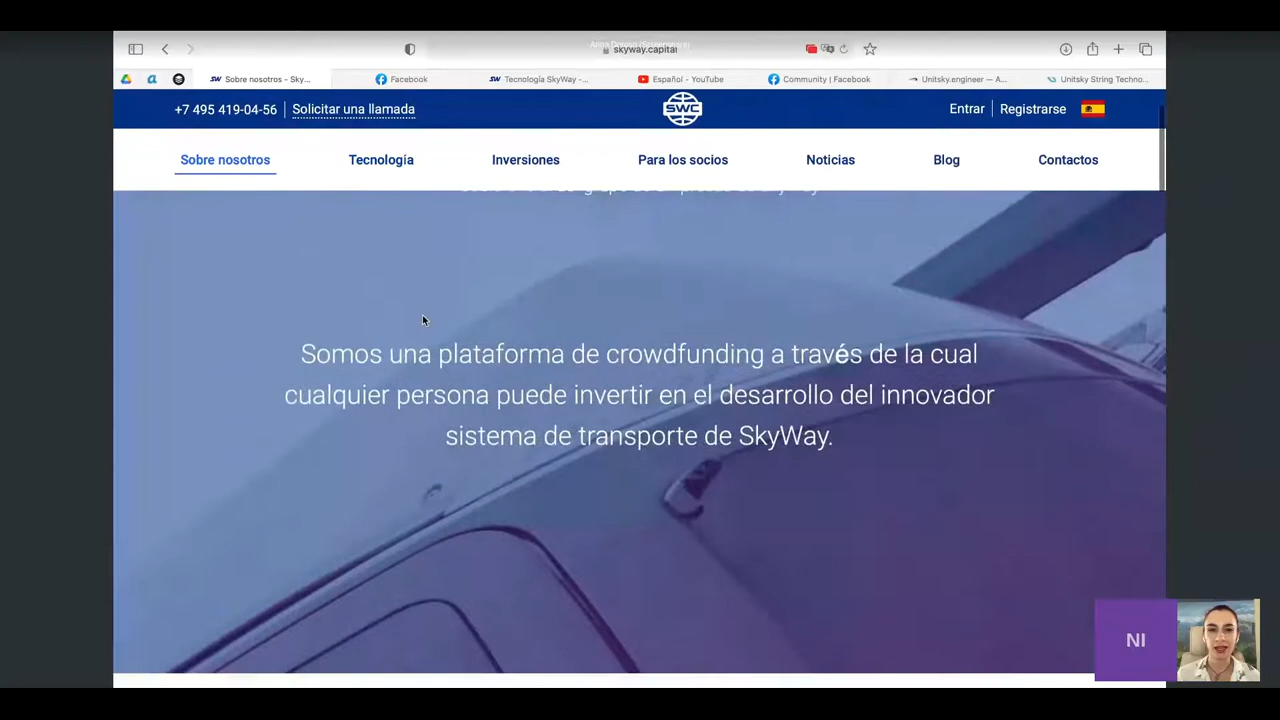 skyway.capital
Sobre nosotros - Sky...
Facebook
Tecnología SkyWay -...
Español - YouTube
Community | Facebook
Unitsky.engineer — A...
Unitsky String Techno...
+7 495 419-04-56
Solicitar una llamada
SWC
Entrar
Registrarse
Sobre nosotros
Tecnología
Inversiones
Para los socios
Noticias
Blog
Contactos
Somos una plataforma de crowdfunding a través de la cual
cualquier persona puede invertir en el desarrollo del innovador
sistema de transporte de SkyWay.
NI